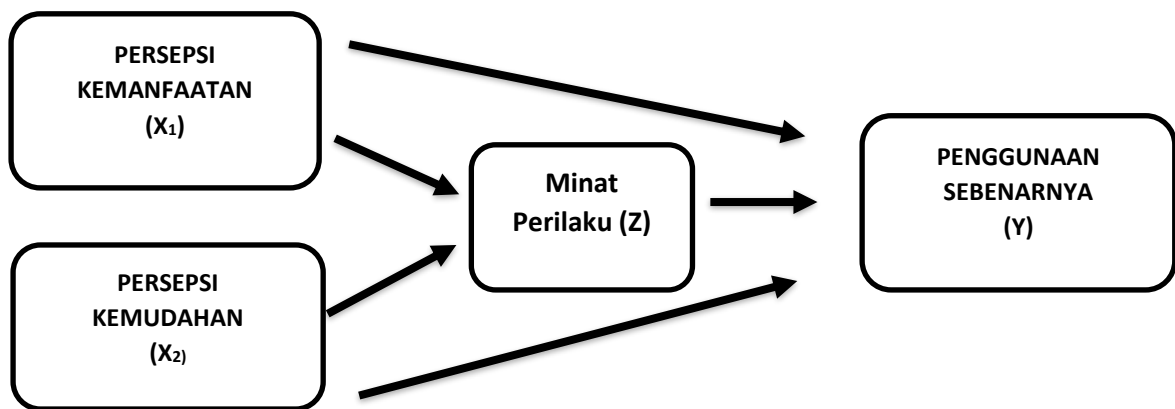 PERSEPSI
KEMANFAATAN
(X₁)
PERSEPSI
KEMUDAHAN
(X₂)
Minat
Perilaku (Z)
PENGGUNAAN
SEBENARNYA
(Y)